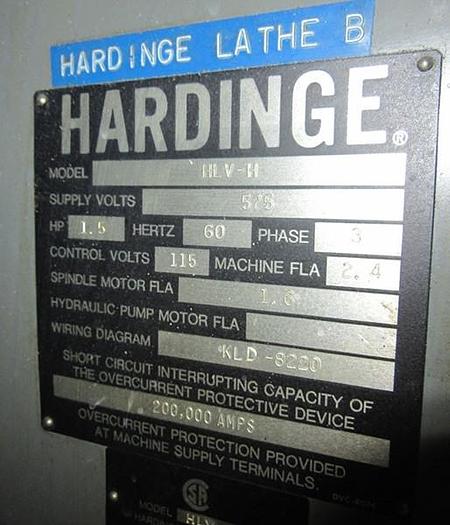 HARDINGE LATHE B
HARDINGE®
MODEL HLV-H
SUPPLY VOLTS 575
HP 1.5 HERTZ 60 PHASE 3
CONTROL VOLTS 115 MACHINE FLA 2.4
SPINDLE MOTOR FLA 1.6
HYDRAULIC PUMP MOTOR FLA
WIRING DIAGRAM KLD-8220
SHORT CIRCUIT INTERRUPTING CAPACITY OF
THE OVERCURRENT PROTECTIVE DEVICE
200,000 AMPS
OVERCURRENT PROTECTION PROVIDED
AT MACHINE SUPPLY TERMINALS.
MODEL